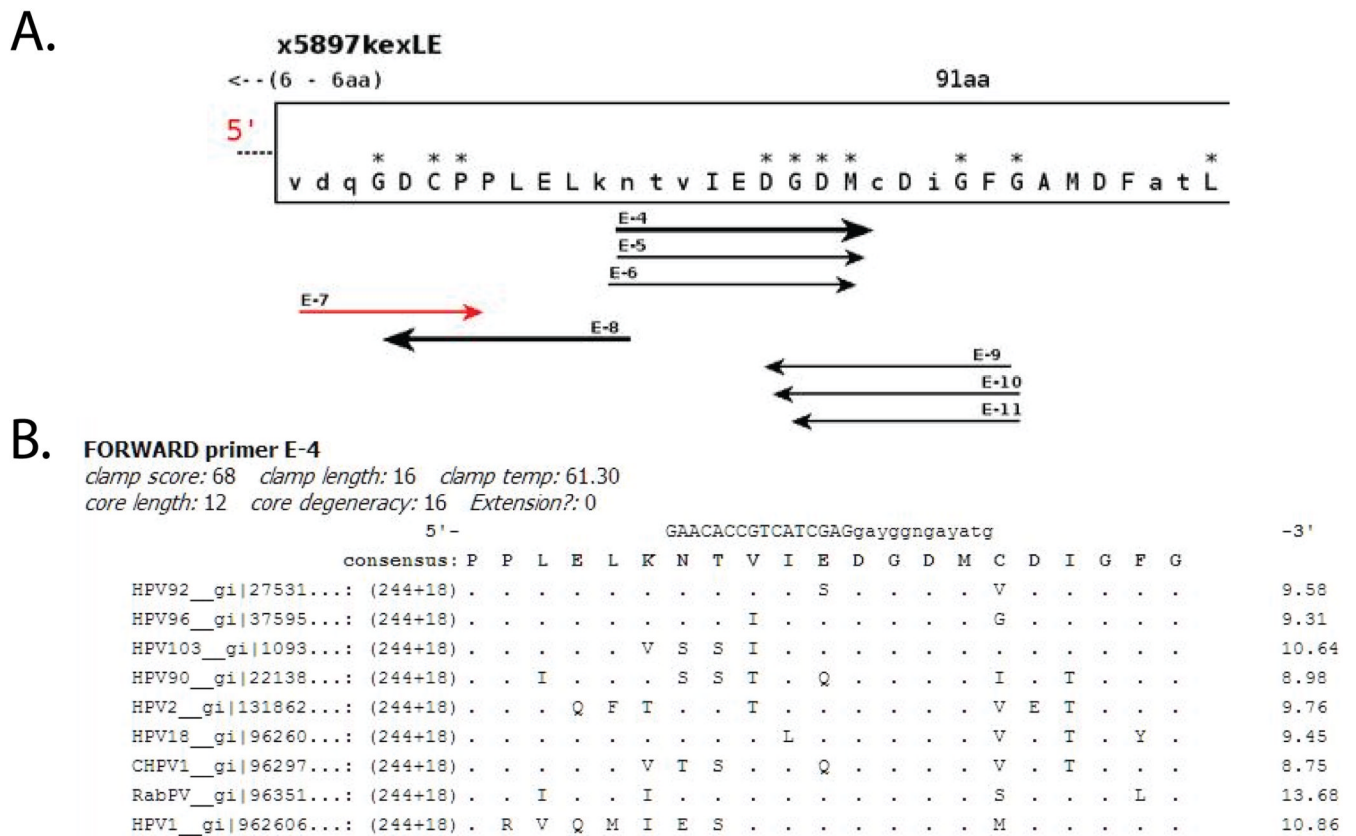 A.
x5897kexLE
<--(6 - 6aa) 91aa
5'
* * * * * * * * * *
v d q G D C P P L E L k n t v I E D G D M c D i G F G A M D F a t L
E-4
E-5
E-6
E-7
E-8
E-9
E-10
E-11
B.
FORWARD primer E-4
clamp score: 68 clamp length: 16 clamp temp: 61.30
core length: 12 core degeneracy: 16 Extension?: 0
5'- GAACACCGTCATCGAGgayggngayatg -3'
consensus: P P L E L K N T V I E D G D M C D I G F G
HPV92__gi|27531...: (244+18) . . . . . . . . . . S . . . . V . . . . . 9.58
HPV96__gi|37595...: (244+18) . . . . . . . . I . . . . . . G . . . . . 9.31
HPV103__gi|1093...: (244+18) . . . . . V S S I . . . . . . . . . . . . 10.64
HPV90__gi|22138...: (244+18) . . I . . . S S T . Q . . . . I . T . . . 8.98
HPV2__gi|131862...: (244+18) . . . Q F T . . T . . . . . . V E T . . . 9.76
HPV18__gi|96260...: (244+18) . . . . . . . . . L . . . . . V . T . Y . 9.45
CHPV1__gi|96297...: (244+18) . . . . . V T S . . Q . . . . V . T . . . 8.75
RabPV__gi|96351...: (244+18) . . I . . I . . . . . . . . . S . . . L . 13.68
HPV1__gi|962606...: (244+18) . R V Q M I E S . . . . . . . M . . . . . 10.86